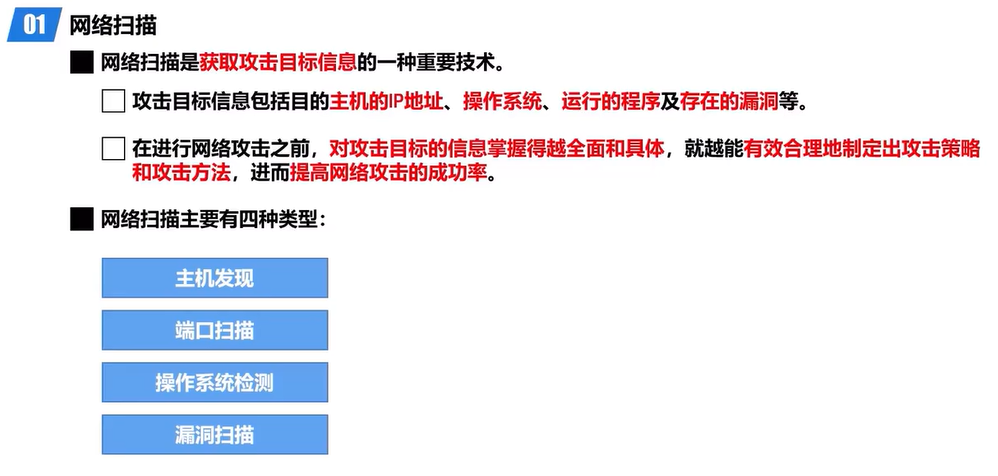 01 网络扫描
网络扫描是获取攻击目标信息的一种重要技术。
攻击目标信息包括目的主机的IP地址、操作系统、运行的程序及存在的漏洞等。
在进行网络攻击之前，对攻击目标的信息掌握得越全面和具体，就越能有效合理地制定出攻击策略
和攻击方法，进而提高网络攻击的成功率。
网络扫描主要有四种类型：
主机发现
端口扫描
操作系统检测
漏洞扫描